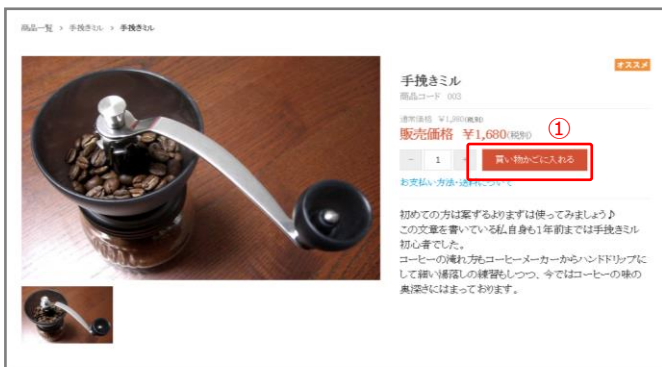 商品一覧 > 手挽きミル > 手挽きミル
オススメ
手挽きミル
商品コード 003
通常価格 ¥1,980(税別)
販売価格 ¥1,680(税別)
①
- 1 +
買い物かごに入れる
お支払い方法・送料について
初めての方は案ずるよりまずは使ってみましょう♪
この文章を書いている私自身も1年前までは手挽きミル
初心者でした。
コーヒーの淹れ方もコーヒーメーカーからハンドドリップに
して細い湯落しの練習もしつつ、今ではコーヒーの味の
奥深さにはまっております。